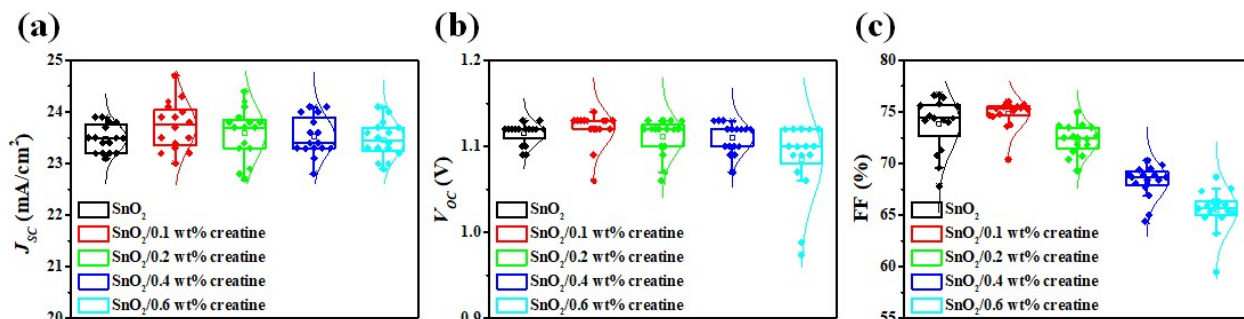 (a)
(b)
(c)
25
24
23
22
21
20
J_SC (mA/cm²)
SnO₂
SnO₂/0.1 wt% creatine
SnO₂/0.2 wt% creatine
SnO₂/0.4 wt% creatine
SnO₂/0.6 wt% creatine
1.2
1.1
1.0
0.9
V_OC (V)
SnO₂
SnO₂/0.1 wt% creatine
SnO₂/0.2 wt% creatine
SnO₂/0.4 wt% creatine
SnO₂/0.6 wt% creatine
80
75
70
65
60
55
FF (%)
SnO₂
SnO₂/0.1 wt% creatine
SnO₂/0.2 wt% creatine
SnO₂/0.4 wt% creatine
SnO₂/0.6 wt% creatine